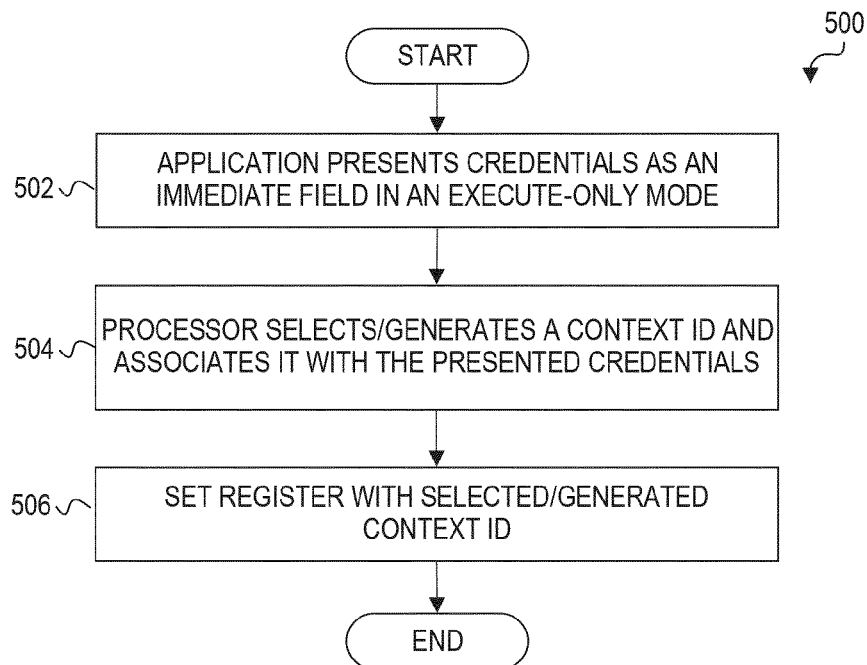 500
START
502
APPLICATION PRESENTS CREDENTIALS AS AN
IMMEDIATE FIELD IN AN EXECUTE-ONLY MODE
504
PROCESSOR SELECTS/GENERATES A CONTEXT ID AND
ASSOCIATES IT WITH THE PRESENTED CREDENTIALS
506
SET REGISTER WITH SELECTED/GENERATED
CONTEXT ID
END